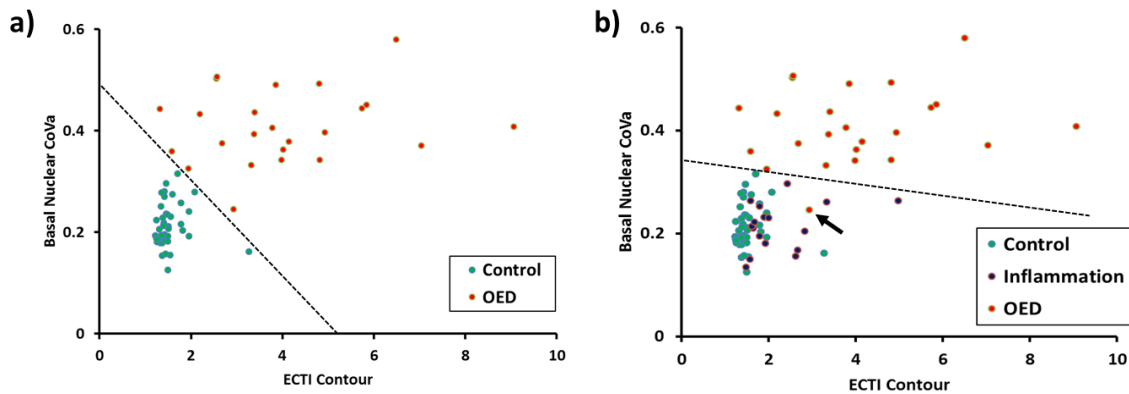 a)
Basal Nuclear CoVa
0.6
0.4
0.2
0
0
2
4
6
8
10
ECTI Contour
Control
OED
b)
Basal Nuclear CoVa
0.6
0.4
0.2
0
0
2
4
6
8
10
ECTI Contour
Control
Inflammation
OED